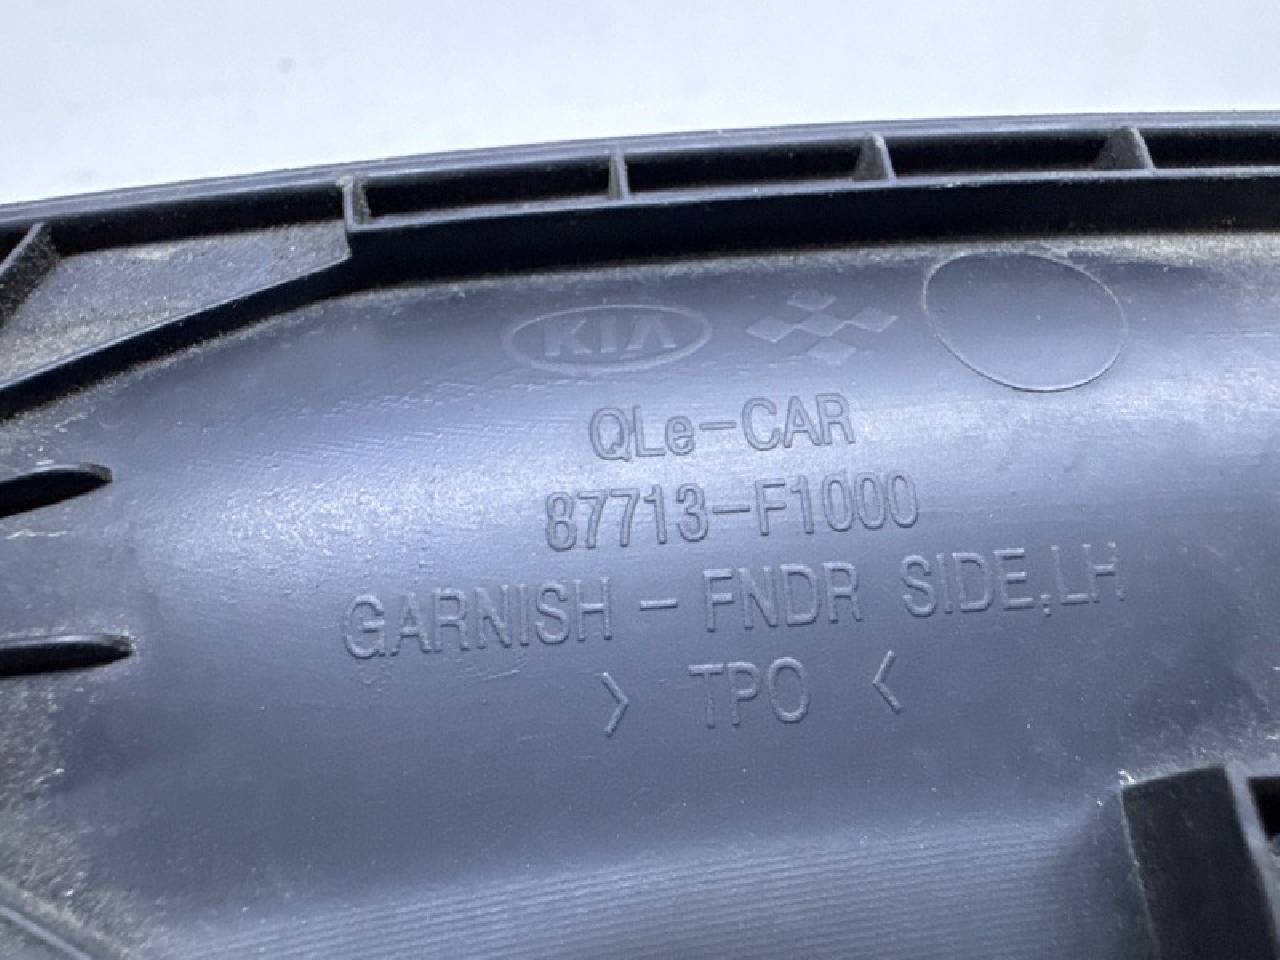 KIA
QLe-CAR
87713-F1000
GARNISH - FNDR SIDE,LH
> TPO <